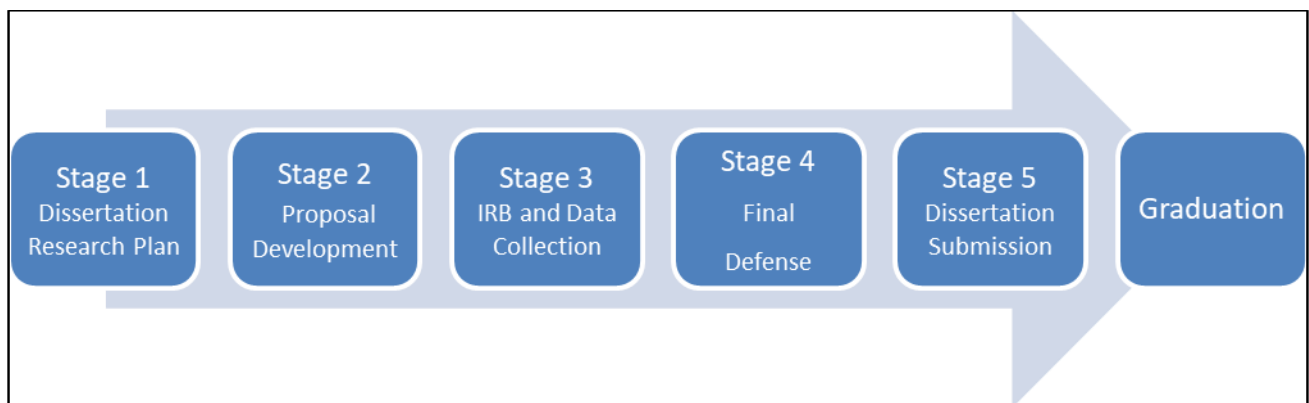 Stage 1
Dissertation
Research Plan
Stage 2
Proposal
Development
Stage 3
IRB and Data
Collection
Stage 4
Final
Defense
Stage 5
Dissertation
Submission
Graduation